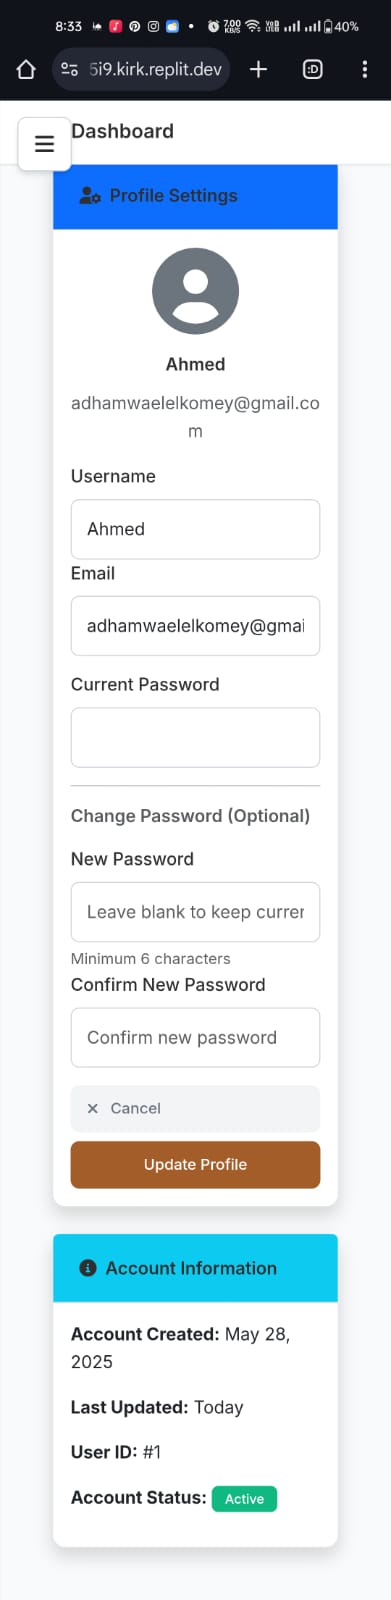 8:33
7.00
KB/S
40%
5i9.kirk.replit.dev
:D
Dashboard
Profile Settings
Ahmed
adhamwaelelkomey@gmail.co
m
Username
Ahmed
Email
adhamwaelelkomey@gmai
Current Password
Change Password (Optional)
New Password
Leave blank to keep curren
Minimum 6 characters
Confirm New Password
Confirm new password
Cancel
Update Profile
Account Information
Account Created: May 28,
2025
Last Updated: Today
User ID: #1
Account Status: Active